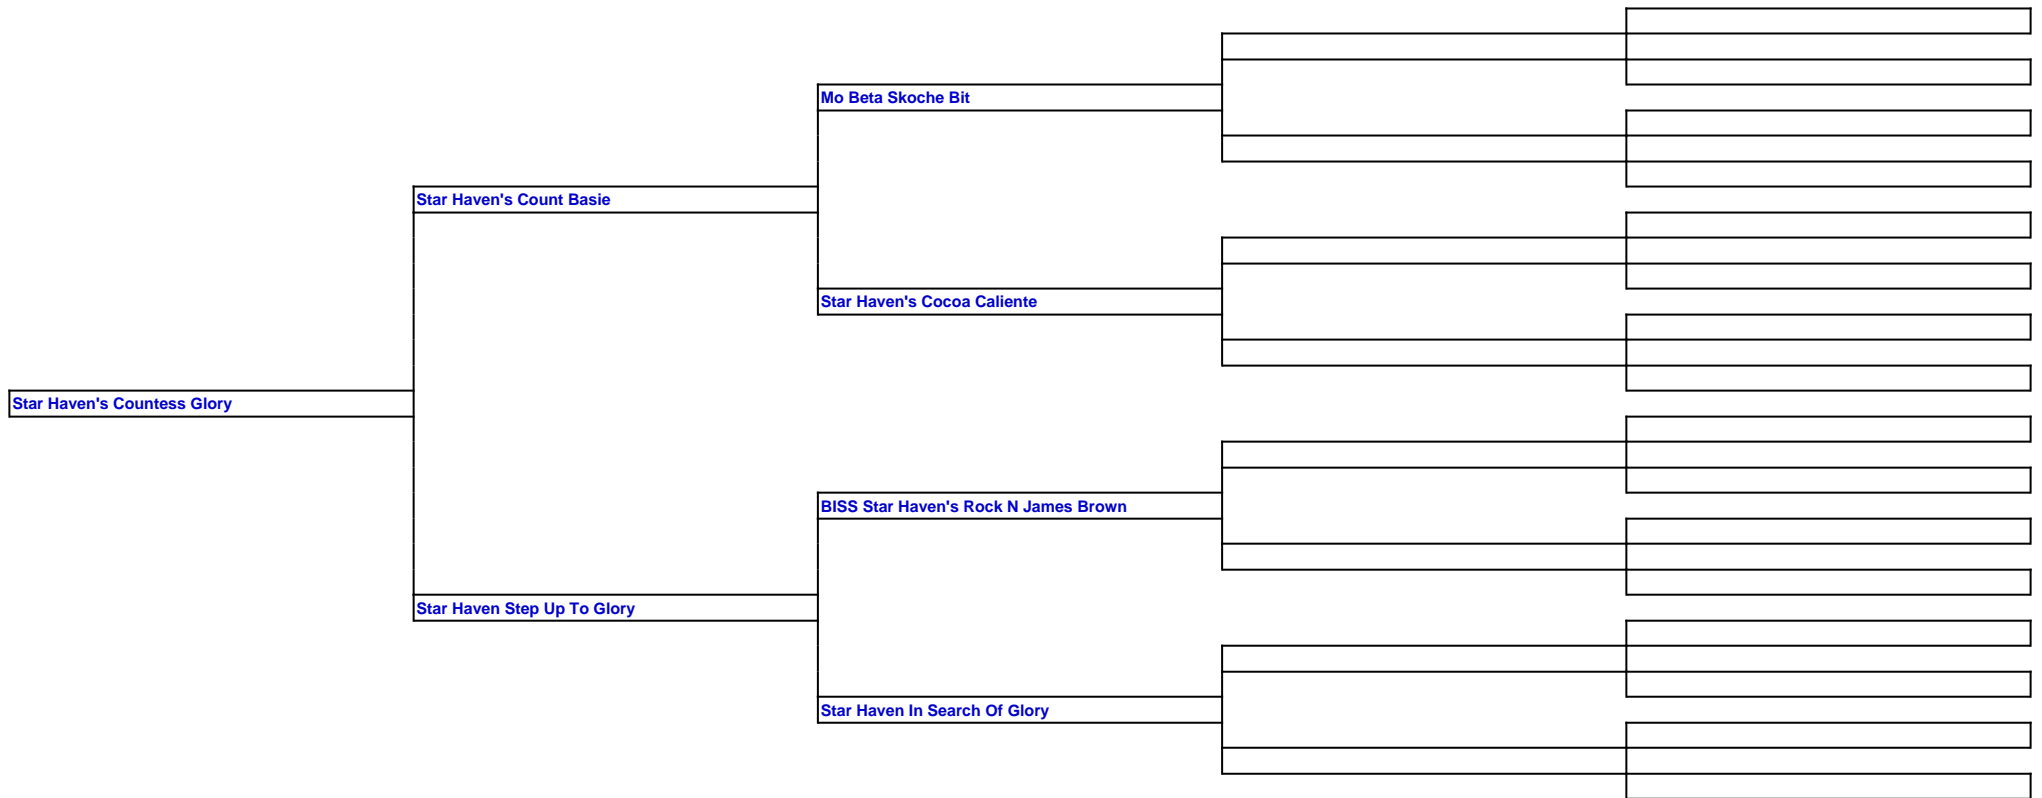 Mo Beta Skoche Bit
Star Haven's Count Basie
Star Haven's Cocoa Caliente
Star Haven's Countess Glory
BISS Star Haven's Rock N James Brown
Star Haven Step Up To Glory
Star Haven In Search Of Glory